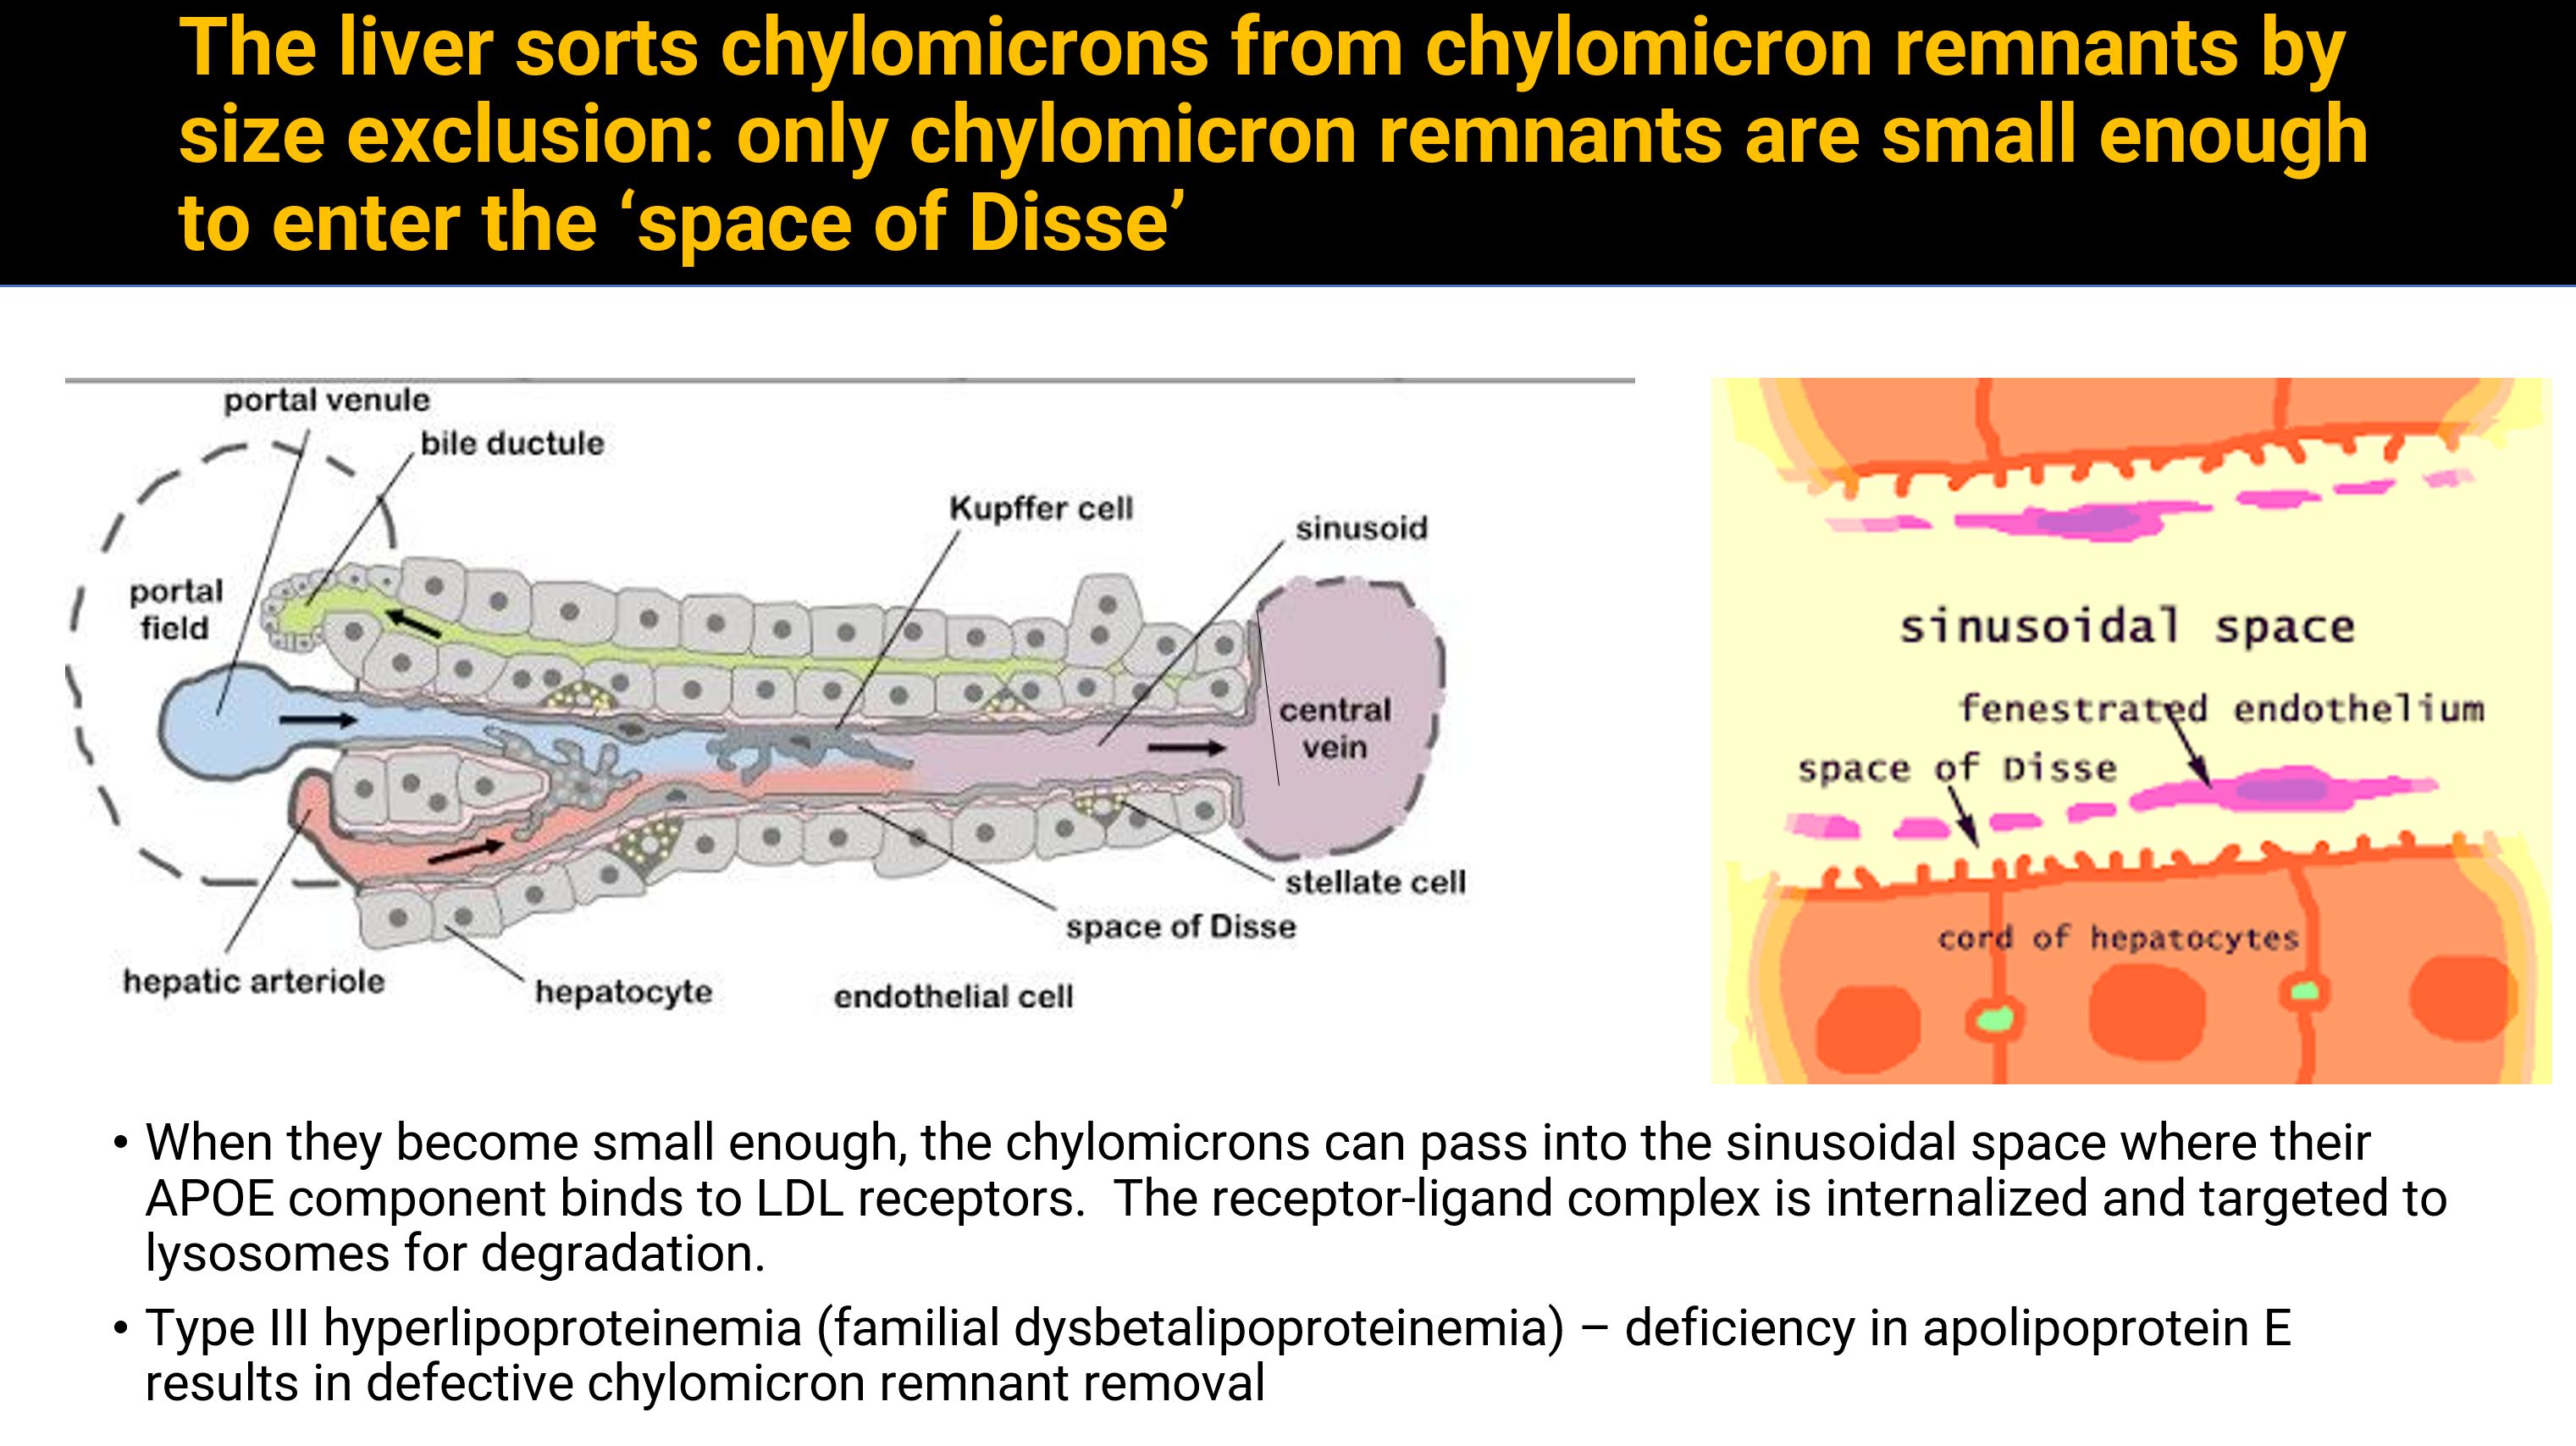 The liver sorts chylomicrons from chylomicron remnants by
size exclusion: only chylomicron remnants are small enough
to enter the ‘space of Disse’
portal venule
bile ductule
Kupffer cell
sinusoid
portal
field
central
vein
stellate cell
space of Disse
hepatic arteriole
hepatocyte
endothelial cell
sinusoidal space
fenestrated endothelium
space of Disse
cord of hepatocytes
• When they become small enough, the chylomicrons can pass into the sinusoidal space where their
APOE component binds to LDL receptors.  The receptor-ligand complex is internalized and targeted to
lysosomes for degradation.
• Type III hyperlipoproteinemia (familial dysbetalipoproteinemia) – deficiency in apolipoprotein E
results in defective chylomicron remnant removal